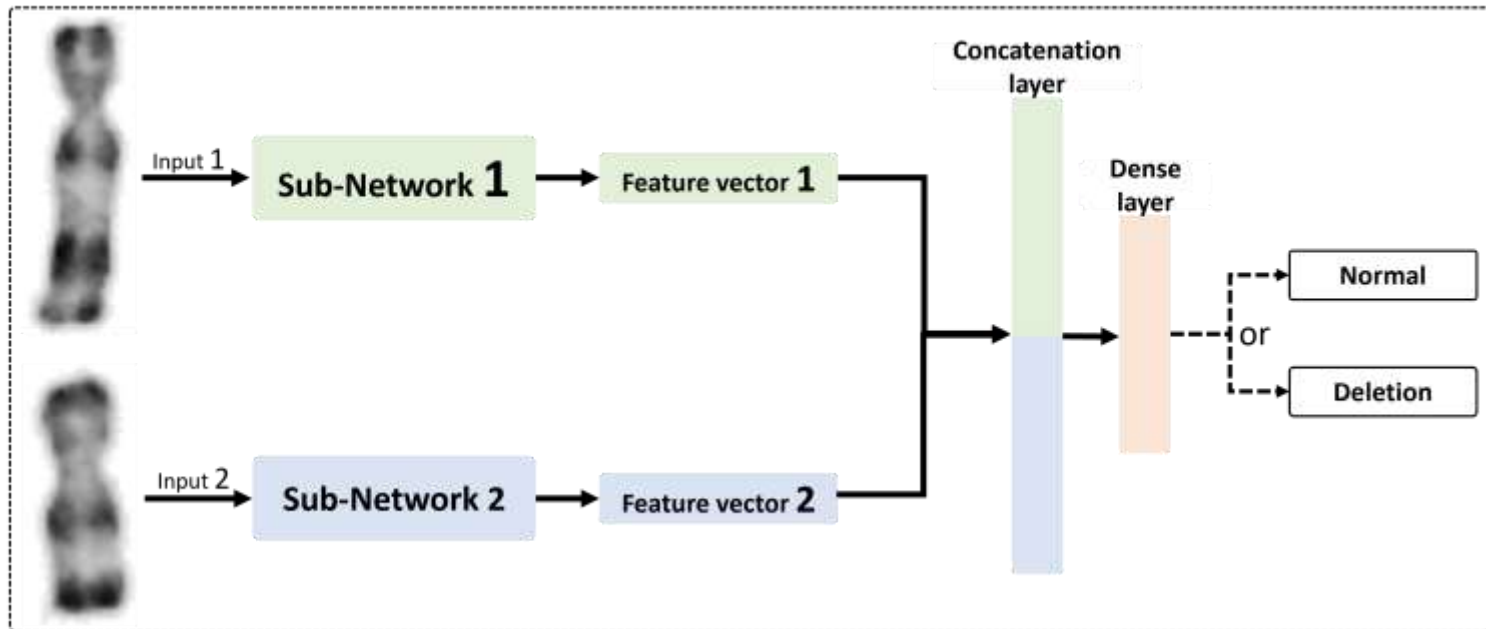 Concatenation
layer
Input 1
Sub-Network 1
Feature vector 1
Dense
layer
Normal
or
Deletion
Input 2
Sub-Network 2
Feature vector 2